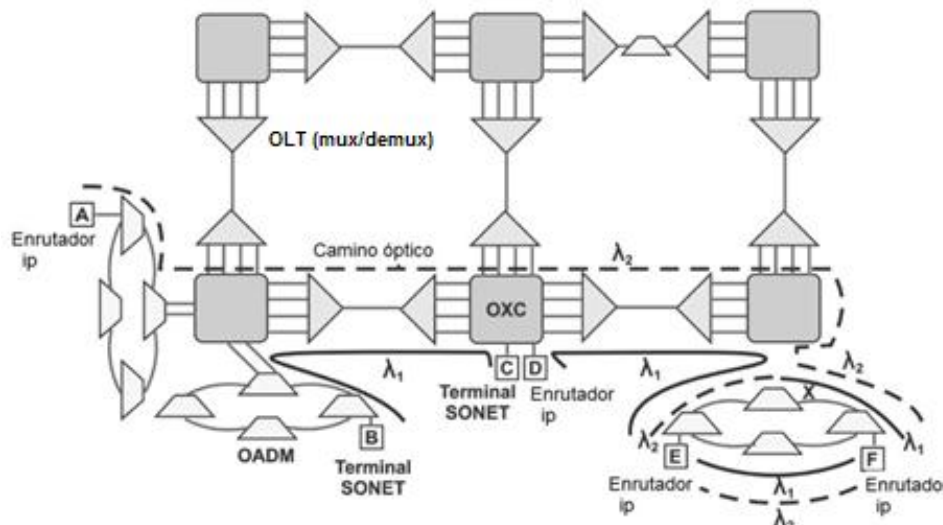 OLT (mux/demux)
A
Enrutador
ip
Camino óptico
λ₂
OXC
λ₁
C
D
Terminal
SONET
Enrutador
ip
λ₁
λ₂
X
OADM
B
Terminal
SONET
λ₂
E
F
λ₁
Enrutador
ip
λ₁
Enrutado
ip